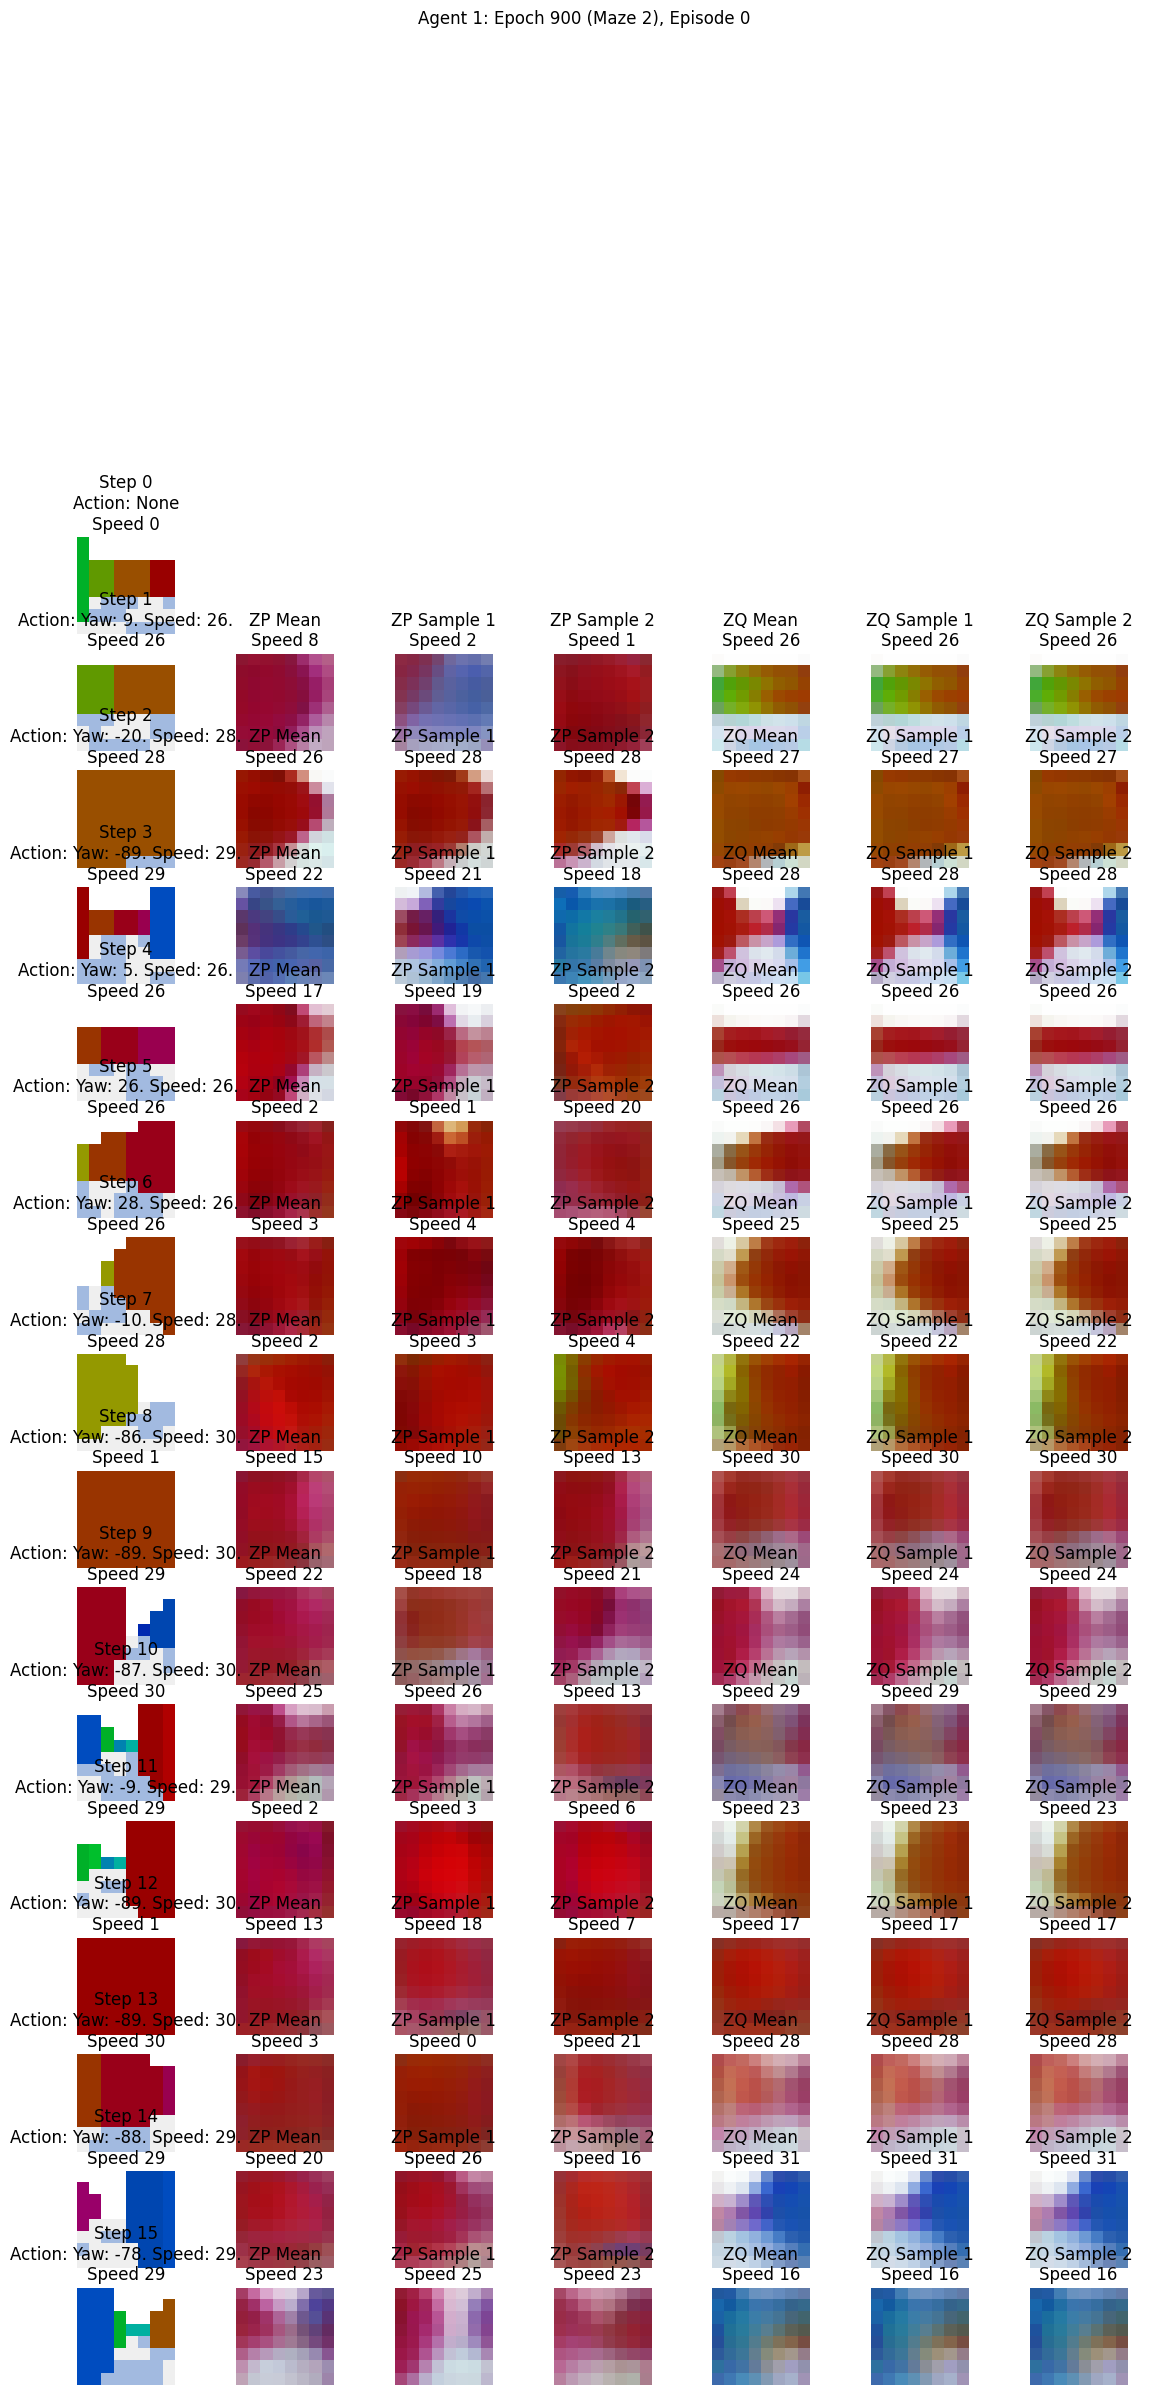 Agent 1: Epoch 900 (Maze 2), Episode 0
Step 0
Action: None
Speed 0
Step 1
Action: Yaw: 9. Speed: 26.
Speed 26
ZP Mean
Speed 8
ZP Sample 1
Speed 2
ZP Sample 2
Speed 1
ZQ Mean
Speed 26
ZQ Sample 1
Speed 26
ZQ Sample 2
Speed 26
Step 2
Action: Yaw: -20. Speed: 28.
Speed 28
ZP Mean
Speed 26
ZP Sample 1
Speed 28
ZP Sample 2
Speed 28
ZQ Mean
Speed 27
ZQ Sample 1
Speed 27
ZQ Sample 2
Speed 27
Step 3
Action: Yaw: -89. Speed: 29.
Speed 29
ZP Mean
Speed 22
ZP Sample 1
Speed 21
ZP Sample 2
Speed 18
ZQ Mean
Speed 28
ZQ Sample 1
Speed 28
ZQ Sample 2
Speed 28
Step 4
Action: Yaw: 5. Speed: 26.
Speed 26
ZP Mean
Speed 17
ZP Sample 1
Speed 19
ZP Sample 2
Speed 2
ZQ Mean
Speed 26
ZQ Sample 1
Speed 26
ZQ Sample 2
Speed 26
Step 5
Action: Yaw: 26. Speed: 26.
Speed 26
ZP Mean
Speed 2
ZP Sample 1
Speed 1
ZP Sample 2
Speed 20
ZQ Mean
Speed 26
ZQ Sample 1
Speed 26
ZQ Sample 2
Speed 26
Step 6
Action: Yaw: 28. Speed: 26.
Speed 26
ZP Mean
Speed 3
ZP Sample 1
Speed 4
ZP Sample 2
Speed 4
ZQ Mean
Speed 25
ZQ Sample 1
Speed 25
ZQ Sample 2
Speed 25
Step 7
Action: Yaw: -10. Speed: 28.
Speed 28
ZP Mean
Speed 2
ZP Sample 1
Speed 3
ZP Sample 2
Speed 4
ZQ Mean
Speed 22
ZQ Sample 1
Speed 22
ZQ Sample 2
Speed 22
Step 8
Action: Yaw: -86. Speed: 30.
Speed 1
ZP Mean
Speed 15
ZP Sample 1
Speed 10
ZP Sample 2
Speed 13
ZQ Mean
Speed 30
ZQ Sample 1
Speed 30
ZQ Sample 2
Speed 30
Step 9
Action: Yaw: -89. Speed: 30.
Speed 29
ZP Mean
Speed 22
ZP Sample 1
Speed 18
ZP Sample 2
Speed 21
ZQ Mean
Speed 24
ZQ Sample 1
Speed 24
ZQ Sample 2
Speed 24
Step 10
Action: Yaw: -87. Speed: 30.
Speed 30
ZP Mean
Speed 25
ZP Sample 1
Speed 26
ZP Sample 2
Speed 13
ZQ Mean
Speed 29
ZQ Sample 1
Speed 29
ZQ Sample 2
Speed 29
Step 11
Action: Yaw: -9. Speed: 29.
Speed 29
ZP Mean
Speed 2
ZP Sample 1
Speed 3
ZP Sample 2
Speed 6
ZQ Mean
Speed 23
ZQ Sample 1
Speed 23
ZQ Sample 2
Speed 23
Step 12
Action: Yaw: -89. Speed: 30.
Speed 1
ZP Mean
Speed 13
ZP Sample 1
Speed 18
ZP Sample 2
Speed 7
ZQ Mean
Speed 17
ZQ Sample 1
Speed 17
ZQ Sample 2
Speed 17
Step 13
Action: Yaw: -89. Speed: 30.
Speed 30
ZP Mean
Speed 3
ZP Sample 1
Speed 0
ZP Sample 2
Speed 21
ZQ Mean
Speed 28
ZQ Sample 1
Speed 28
ZQ Sample 2
Speed 28
Step 14
Action: Yaw: -88. Speed: 29.
Speed 29
ZP Mean
Speed 20
ZP Sample 1
Speed 26
ZP Sample 2
Speed 16
ZQ Mean
Speed 31
ZQ Sample 1
Speed 31
ZQ Sample 2
Speed 31
Step 15
Action: Yaw: -78. Speed: 29.
Speed 29
ZP Mean
Speed 23
ZP Sample 1
Speed 25
ZP Sample 2
Speed 23
ZQ Mean
Speed 16
ZQ Sample 1
Speed 16
ZQ Sample 2
Speed 16